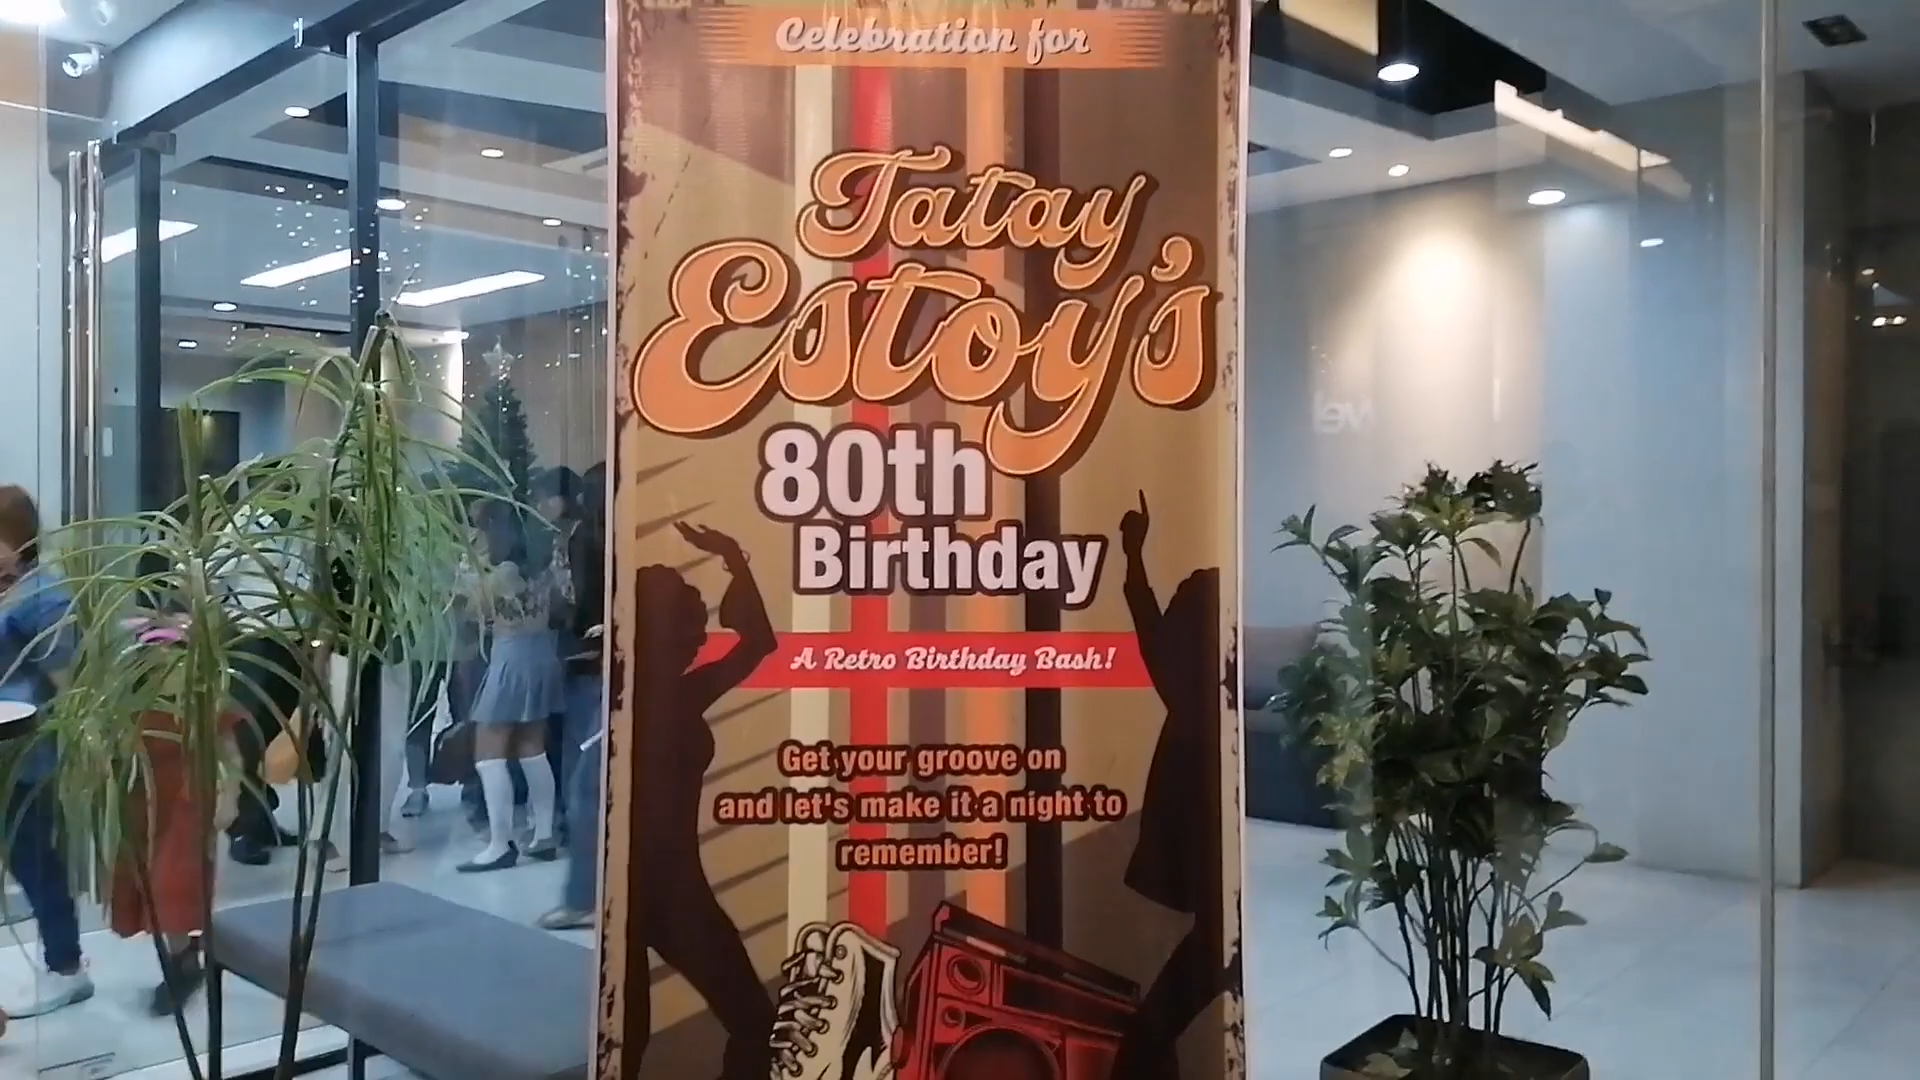 Celebration for
Tatay
Estoy's
80th
Birthday
A Retro Birthday Bash!
Get your groove on
and let's make it a night to
remember!